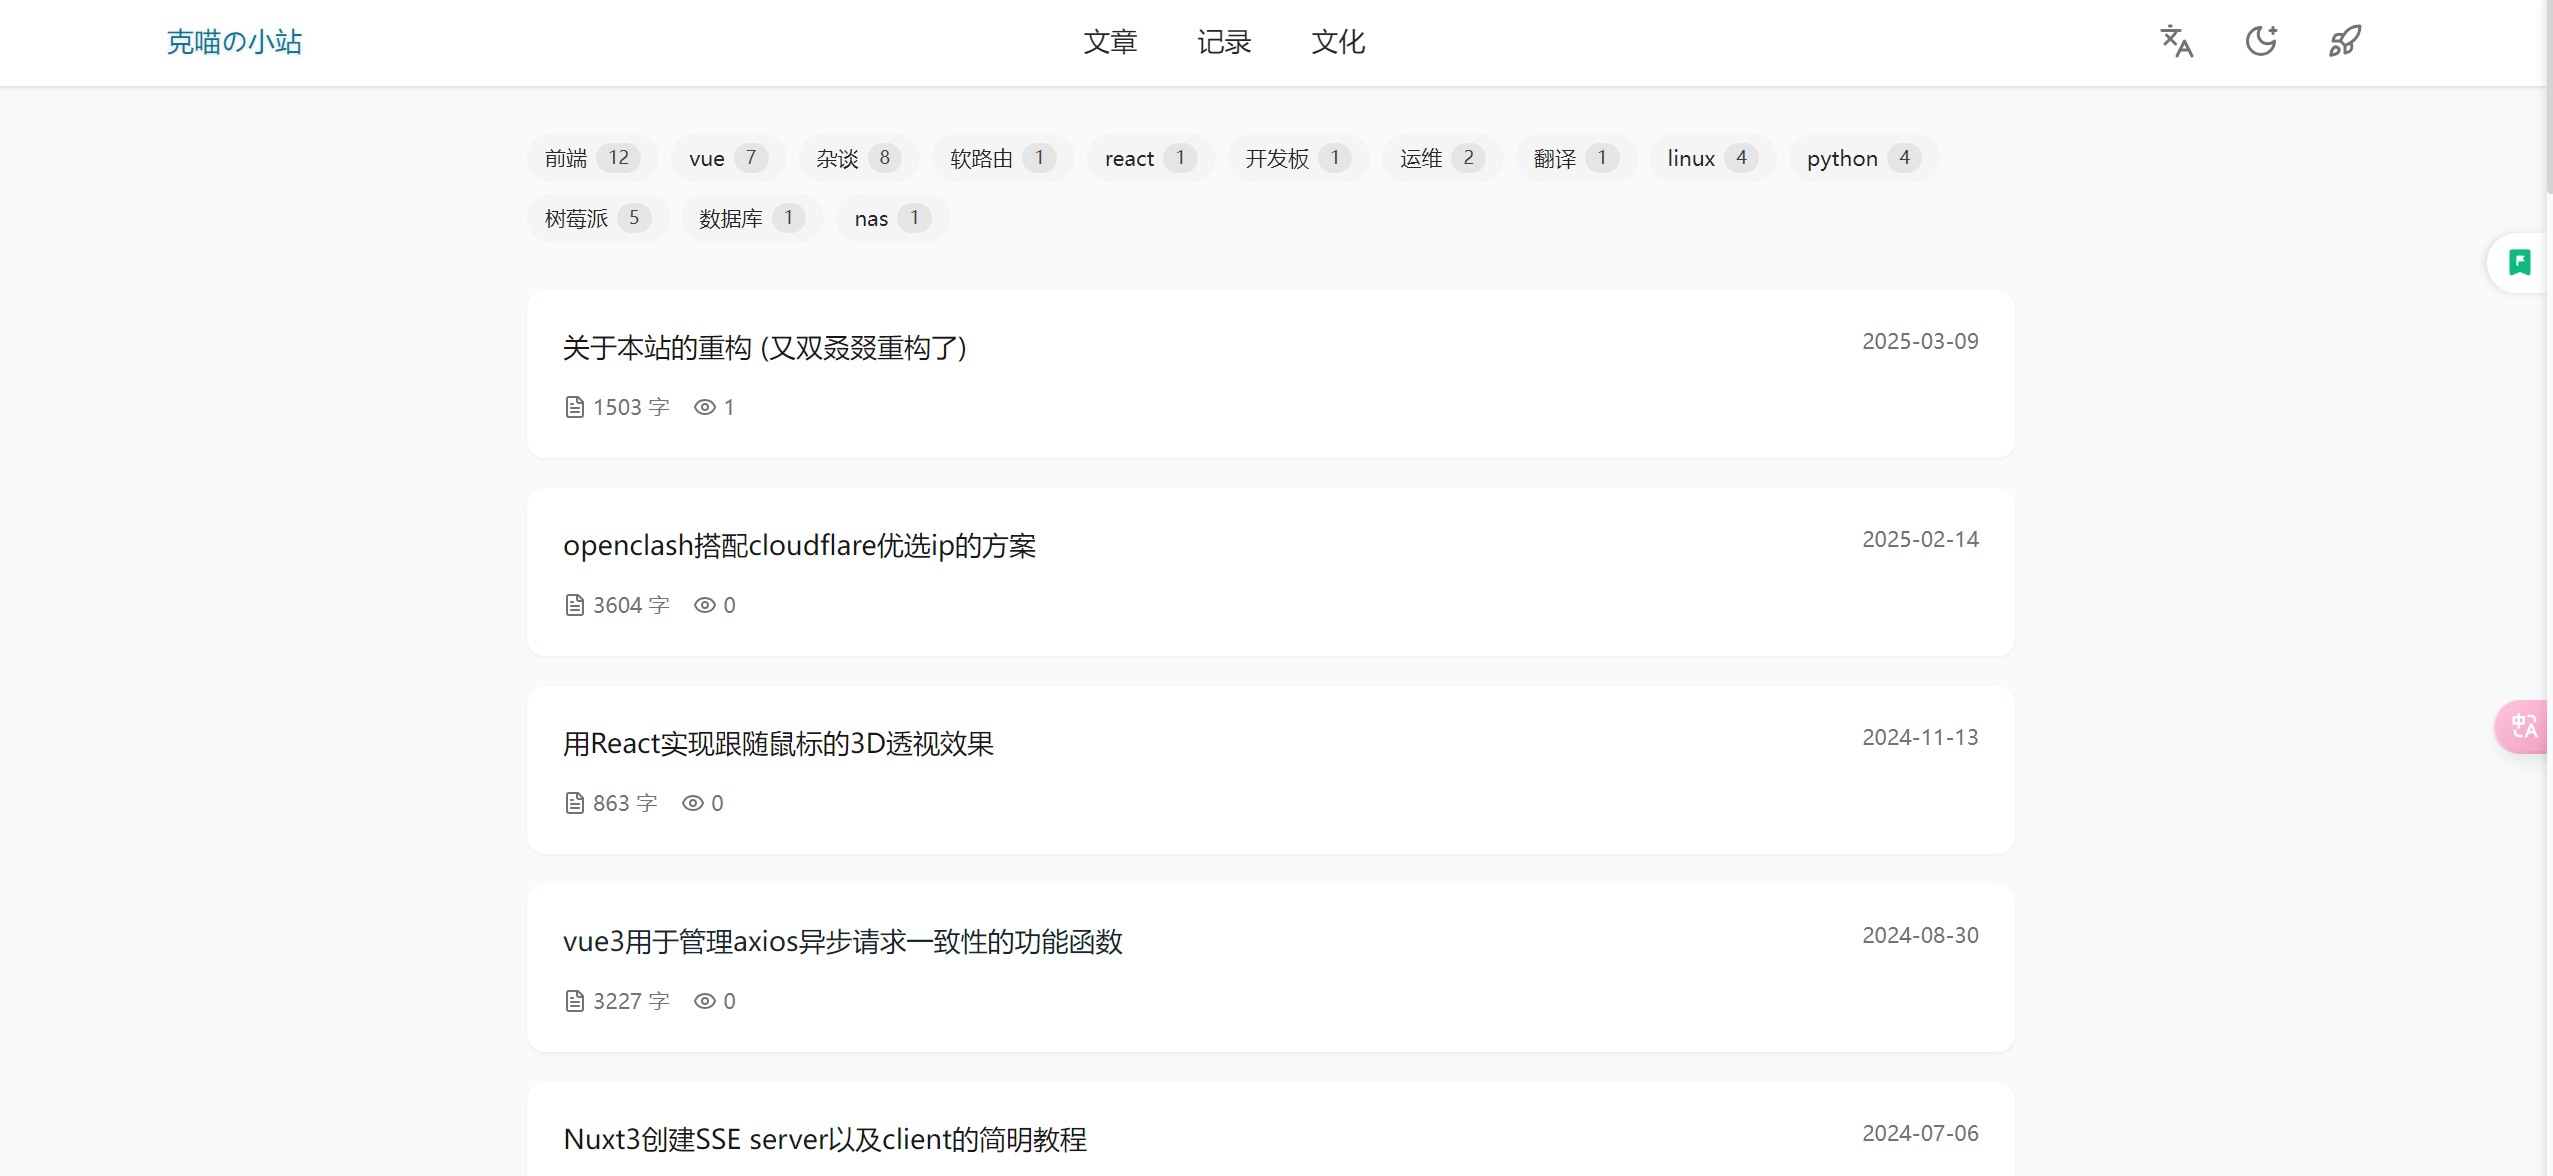 克喵の小站 文章 记录 文化
前端 12 vue 7 杂谈 8 软路由 1 react 1 开发板 1 运维 2 翻译 1 linux 4 python 4
树莓派 5 数据库 1 nas 1
关于本站的重构 (又双叒叕重构了) 2025-03-09
1503 字 1
openclash搭配cloudflare优选ip的方案 2025-02-14
3604 字 0
用React实现跟随鼠标的3D透视效果 2024-11-13
863 字 0
vue3用于管理axios异步请求一致性的功能函数 2024-08-30
3227 字 0
Nuxt3创建SSE server以及client的简明教程 2024-07-06